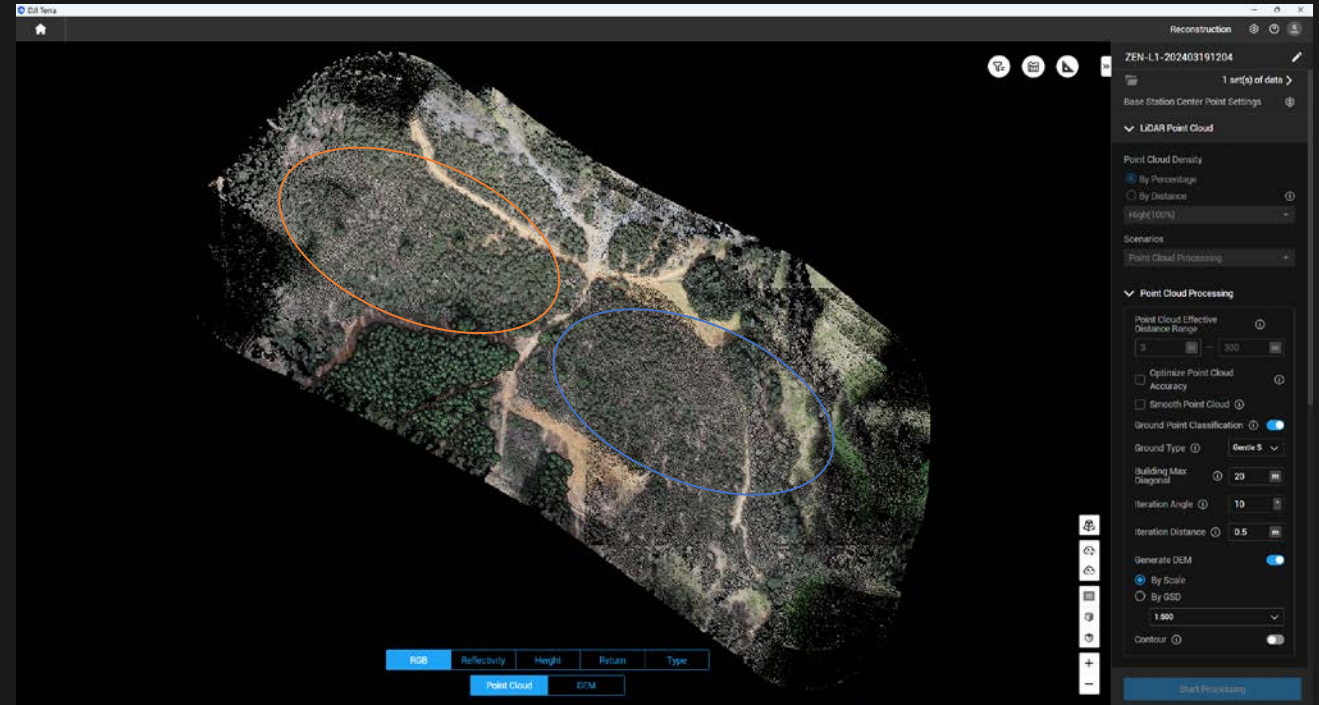 DJI Terra
Reconstruction
ZEN-L1-202403191204
1 set(s) of data
Base Station Center Point Settings
LiDAR Point Cloud
Point Cloud Density
By Percentage
By Distance
High(100%)
Scenarios
Point Cloud Processing
Point Cloud Processing
Point Cloud Effective
Distance Range
3 m – 300 m
Optimize Point Cloud
Accuracy
Smooth Point Cloud
Ground Point Classification
Ground Type Gentle S
Building Max
Diagonal 20 m
Iteration Angle 10 °
Iteration Distance 0.5 m
Generate DEM
By Scale
By GSD
1:500
Contour
Start Processing
RGB Reflectivity Height Return Type
Point Cloud DEM